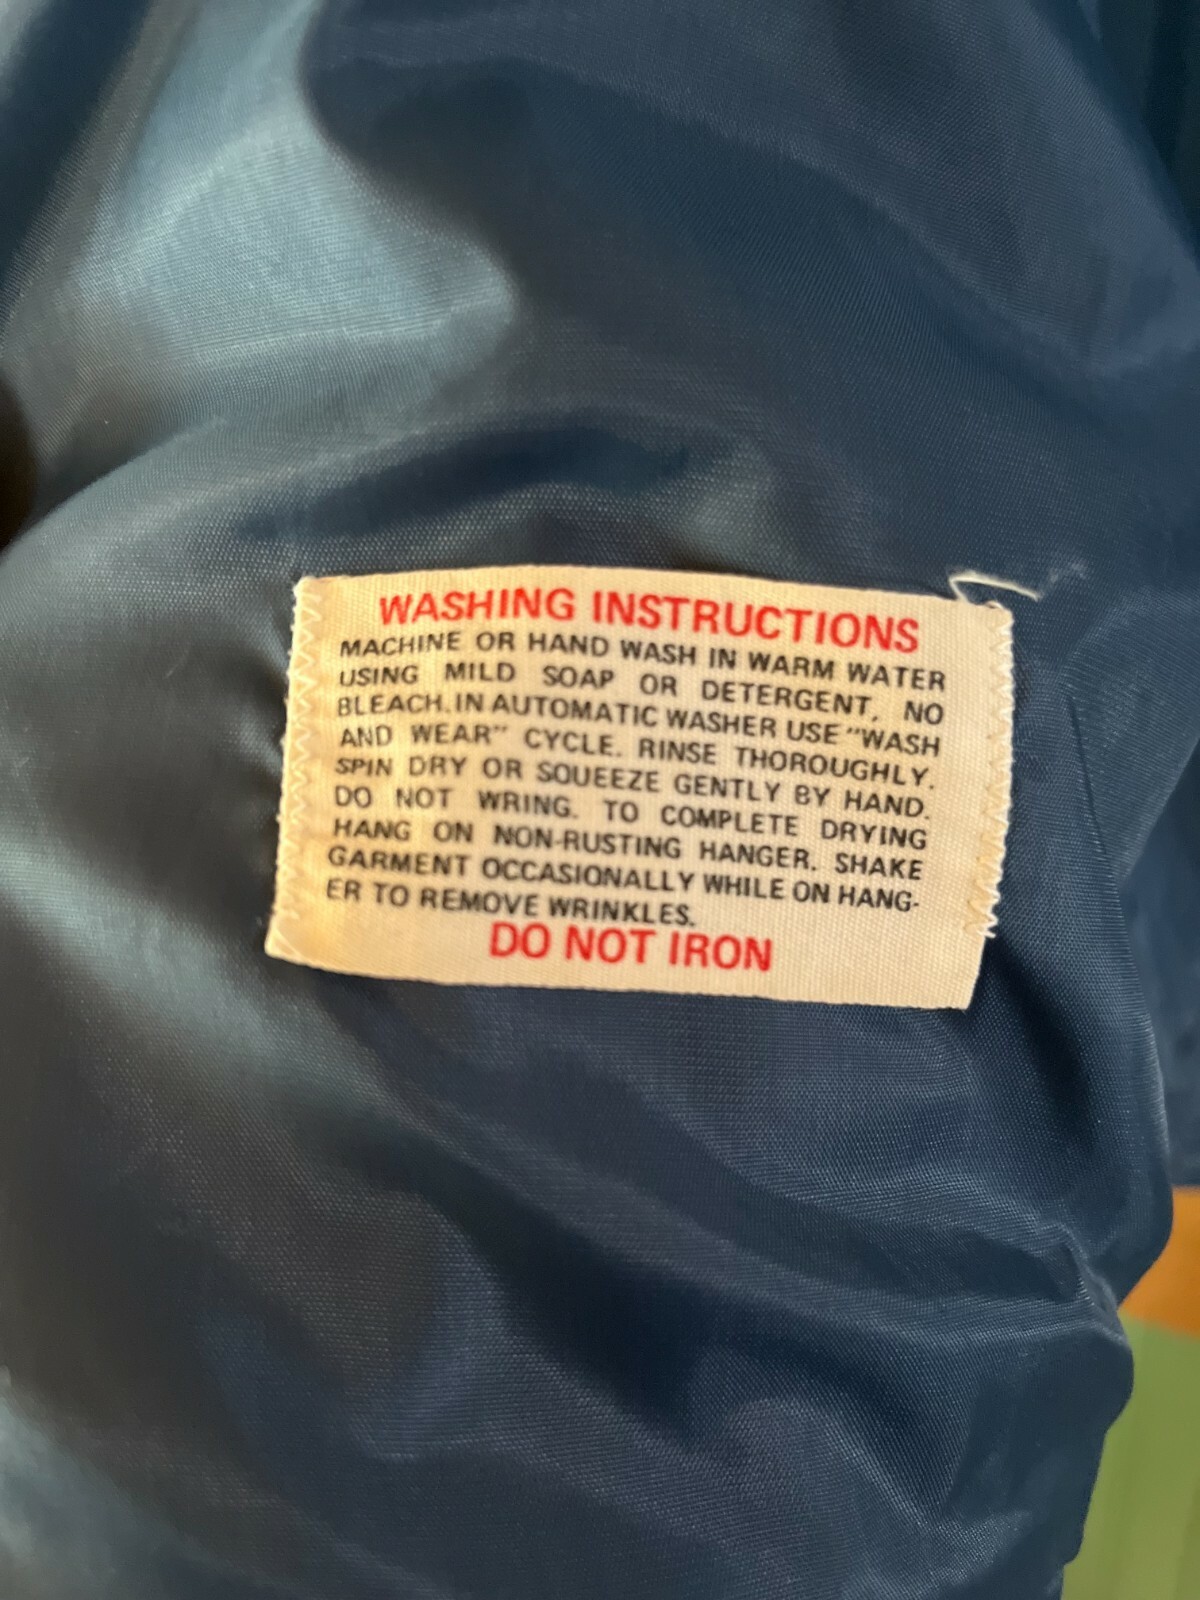 WASHING INSTRUCTIONS
MACHINE OR HAND WASH IN WARM WATER
USING MILD SOAP OR DETERGENT, NO
BLEACH. IN AUTOMATIC WASHER USE "WASH
AND WEAR" CYCLE. RINSE THOROUGHLY.
SPIN DRY OR SQUEEZE GENTLY BY HAND.
DO NOT WRING. TO COMPLETE DRYING
HANG ON NON-RUSTING HANGER. SHAKE
GARMENT OCCASIONALLY WHILE ON HANG-
ER TO REMOVE WRINKLES.
DO NOT IRON